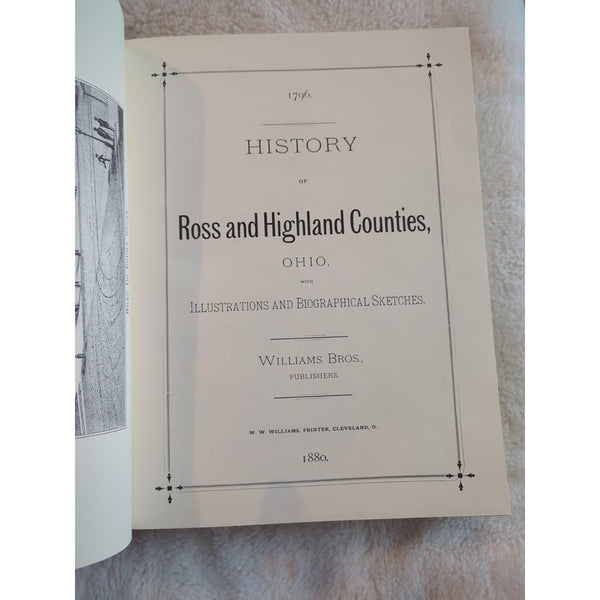 1796.
HISTORY
OF
Ross and Highland Counties,
OHIO,
WITH
ILLUSTRATIONS AND BIOGRAPHICAL SKETCHES.
WILLIAMS BROS.,
PUBLISHERS.
W. W. WILLIAMS, PRINTER, CLEVELAND, O.
1880.